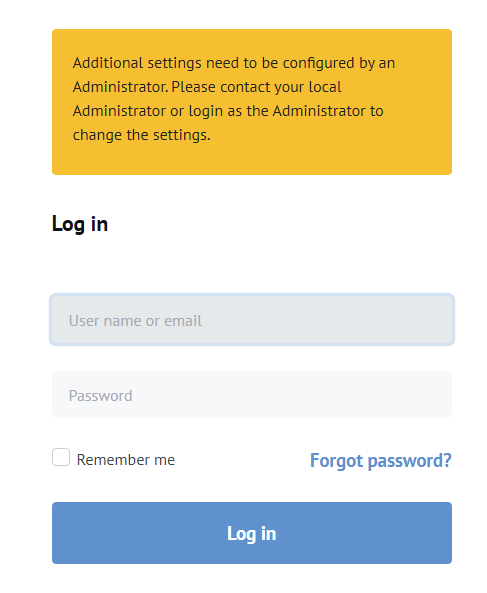 Additional settings need to be configured by an
Administrator. Please contact your local
Administrator or login as the Administrator to
change the settings.
Log in
User name or email
Password
Remember me
Forgot password?
Log in